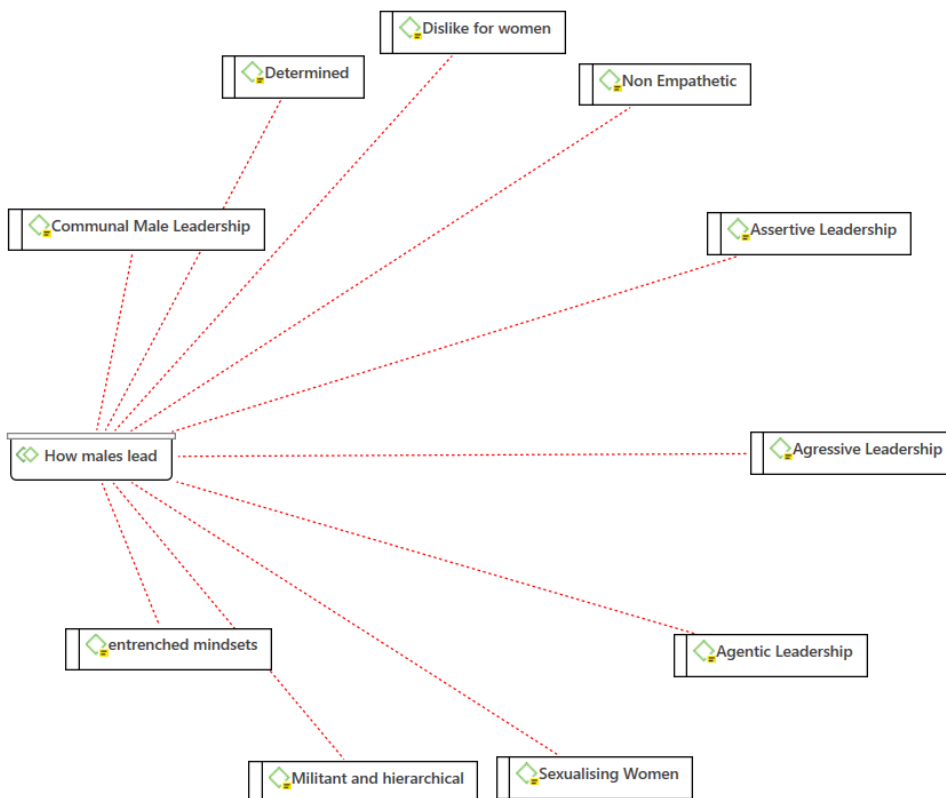 Dislike for women
Determined
Non Empathetic
Communal Male Leadership
Assertive Leadership
How males lead
Agressive Leadership
entrenched mindsets
Agentic Leadership
Militant and hierarchical
Sexualising Women